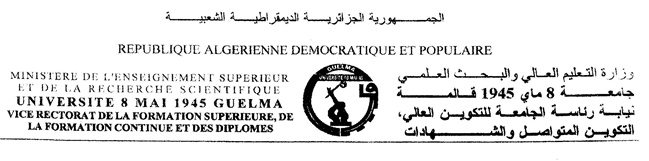 الجمهورية الجزائرية الديمقراطية الشعبية
REPUBLIQUE ALGERIENNE DEMOCRATIQUE ET POPULAIRE
MINISTERE DE L'ENSEIGNEMENT SUPERIEUR
ET DE LA RECHERCHE SCIENTIFIQUE
UNIVERSITE 8 MAI 1945 GUELMA
VICE RECTORAT DE LA FORMATION SUPERIEURE, DE
LA FORMATION CONTINUE ET DES DIPLOMES
GUELMA
وزارة التعليم العالي والبحث العلمي
جامعة 8 ماي 1945 قالمة
نيابة رئاسة الجامعة للتكوين العالي،
التكوين المتواصل والشهادات